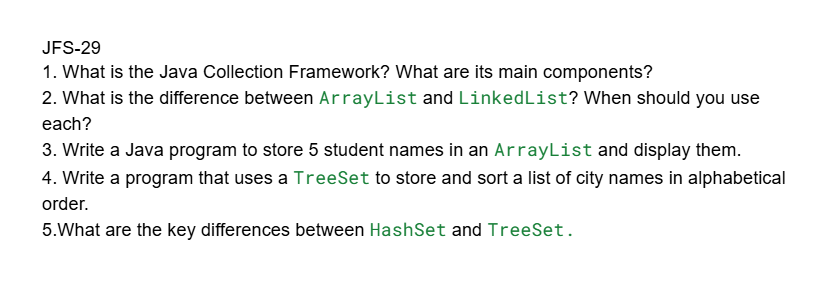 JFS-29
1. What is the Java Collection Framework? What are its main components?
2. What is the difference between ArrayList and LinkedList? When should you use
each?
3. Write a Java program to store 5 student names in an ArrayList and display them.
4. Write a program that uses a TreeSet to store and sort a list of city names in alphabetical
order.
5.What are the key differences between HashSet and TreeSet.